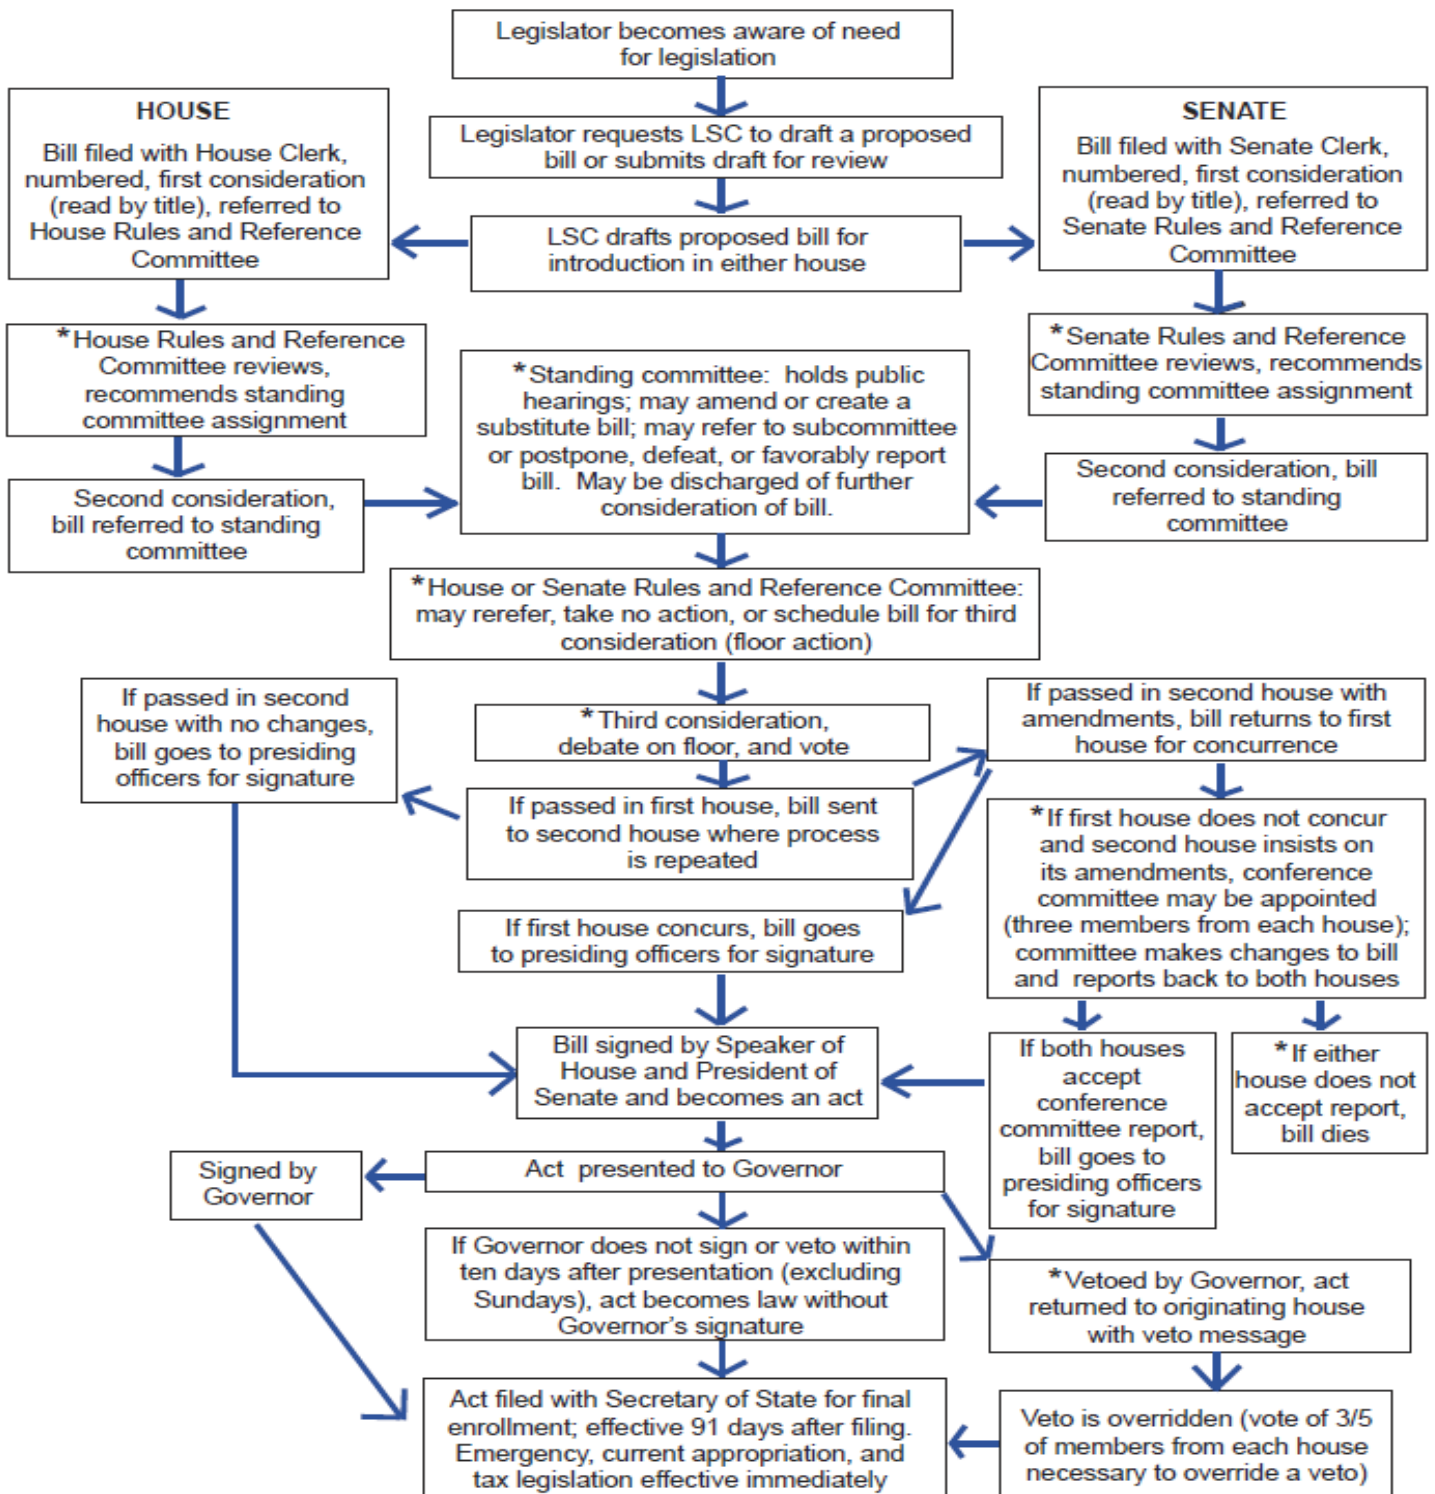 Legislator becomes aware of need
for legislation
HOUSE
Bill filed with House Clerk,
numbered, first consideration
(read by title), referred to
House Rules and Reference
Committee
Legislator requests LSC to draft a proposed
bill or submits draft for review
SENATE
Bill filed with Senate Clerk,
numbered, first consideration
(read by title), referred to
Senate Rules and Reference
Committee
LSC drafts proposed bill for
introduction in either house
*House Rules and Reference
Committee reviews,
recommends standing
committee assignment
*Senate Rules and Reference
Committee reviews, recommends
standing committee assignment
*Standing committee: holds public
hearings; may amend or create a
substitute bill; may refer to subcommittee
or postpone, defeat, or favorably report
bill. May be discharged of further
consideration of bill.
Second consideration,
bill referred to standing
committee
Second consideration, bill
referred to standing
committee
*House or Senate Rules and Reference Committee:
may rerefer, take no action, or schedule bill for third
consideration (floor action)
If passed in second
house with no changes,
bill goes to presiding
officers for signature
*Third consideration,
debate on floor, and vote
If passed in second house with
amendments, bill returns to first
house for concurrence
If passed in first house, bill sent
to second house where process
is repeated
*If first house does not concur
and second house insists on
its amendments, conference
committee may be appointed
(three members from each house);
committee makes changes to bill
and reports back to both houses
If first house concurs, bill goes
to presiding officers for signature
Bill signed by Speaker of
House and President of
Senate and becomes an act
If both houses
accept
conference
committee report,
bill goes to
presiding officers
for signature
*If either
house does not
accept report,
bill dies
Signed by
Governor
Act presented to Governor
If Governor does not sign or veto within
ten days after presentation (excluding
Sundays), act becomes law without
Governor's signature
*Vetoed by Governor, act
returned to originating house
with veto message
Act filed with Secretary of State for final
enrollment; effective 91 days after filing.
Emergency, current appropriation, and
tax legislation effective immediately
Veto is overridden (vote of 3/5
of members from each house
necessary to override a veto)